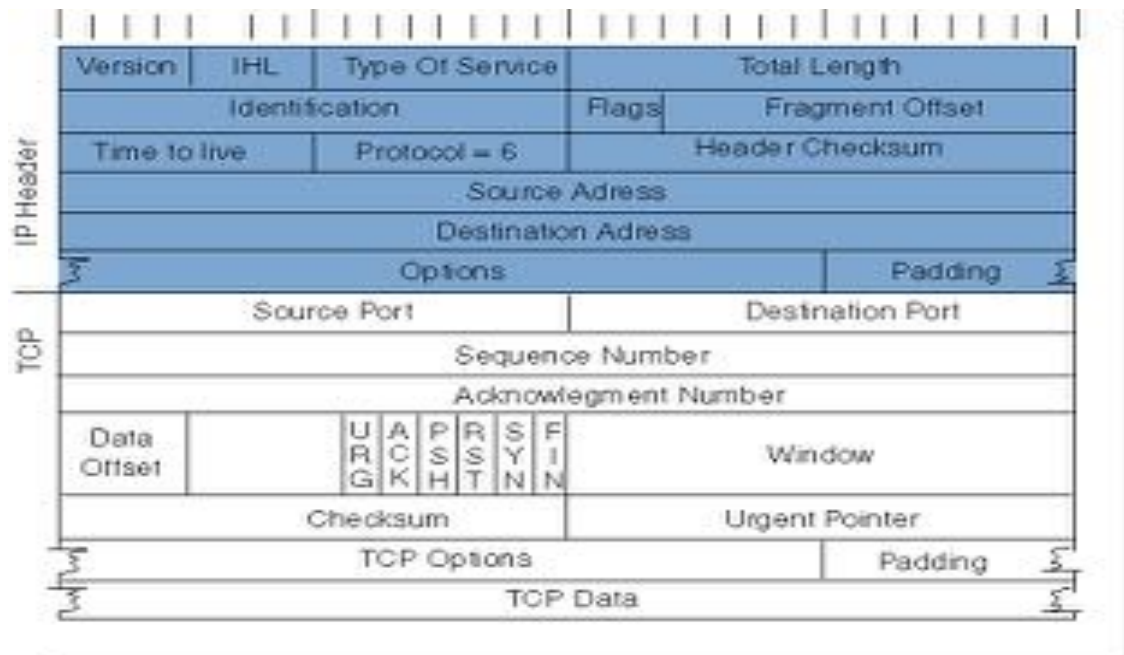 Version IHL Type Of Service Total Length
Identification Flags Fragment Offset
Time to live Protocol = 6 Header Checksum
Source Adress
Destination Adress
Options Padding
IP Header
Source Port Destination Port
Sequence Number
Acknowlegment Number
Data Offset URG ACK PSH RST SYN FIN Window
Checksum Urgent Pointer
TCP Options Padding
TCP Data
TCP